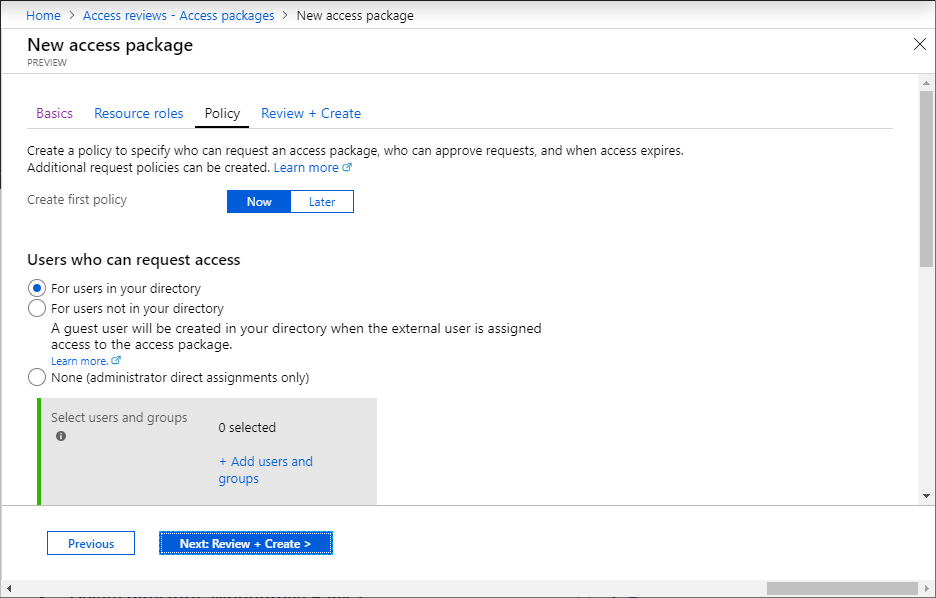 Home > Access reviews - Access packages > New access package
New access package
PREVIEW
Basics Resource roles Policy Review + Create
Create a policy to specify who can request an access package, who can approve requests, and when access expires.
Additional request policies can be created. Learn more
Create first policy Now Later
Users who can request access
For users in your directory
For users not in your directory
A guest user will be created in your directory when the external user is assigned
access to the access package.
Learn more.
None (administrator direct assignments only)
Select users and groups
0 selected
+ Add users and
groups
Previous Next: Review + Create >